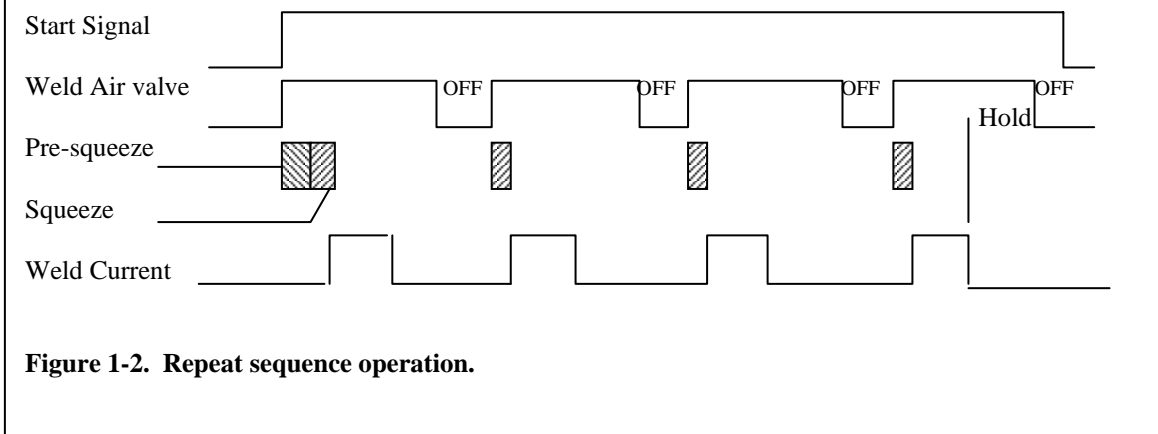 Start Signal
Weld Air valve
OFF OFF OFF OFF
Hold
Pre-squeeze
Squeeze
Weld Current
Figure 1-2. Repeat sequence operation.